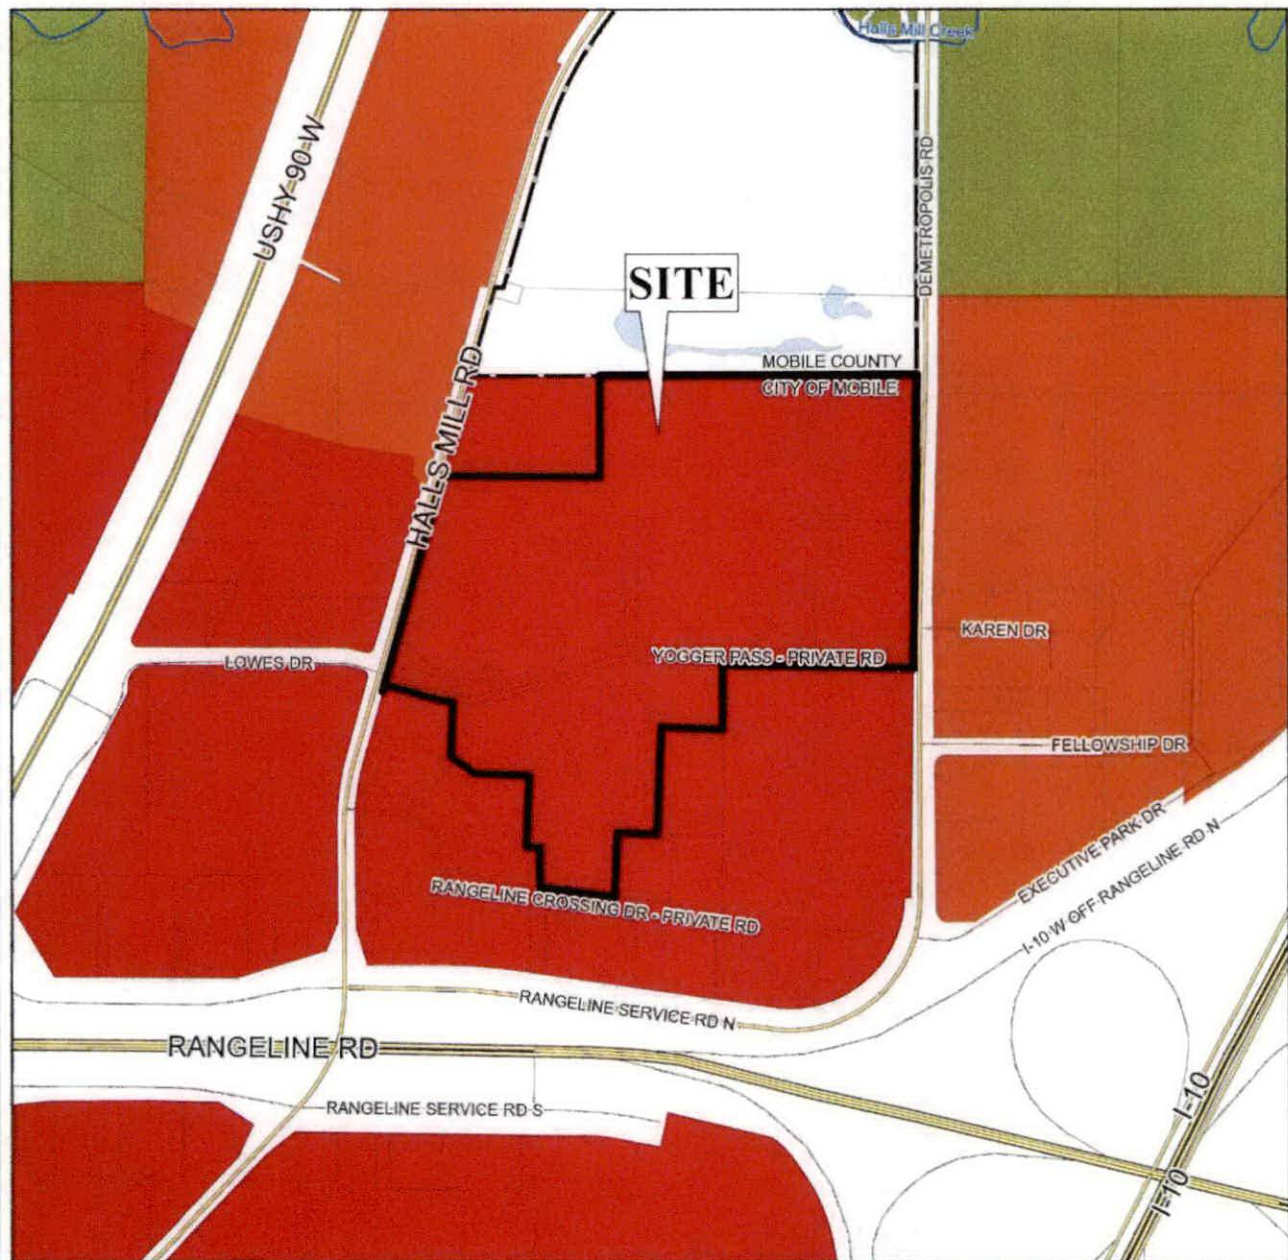 Halls Mill Creek
USHY 90 W
DEMETROPOLIS RD
SITE
MOBILE COUNTY
CITY OF MOBILE
HALLS MILL RD
KAREN DR
YOGGER PASS - PRIVATE RD
LOWES DR
FELLOWSHIP DR
EXECUTIVE PARK DR
I-10 W OFF RANGELINE RD N
RANGELINE CROSSING DR - PRIVATE RD
RANGELINE SERVICE RD N
RANGELINE RD
I-10
RANGELINE SERVICE RD S
I-10